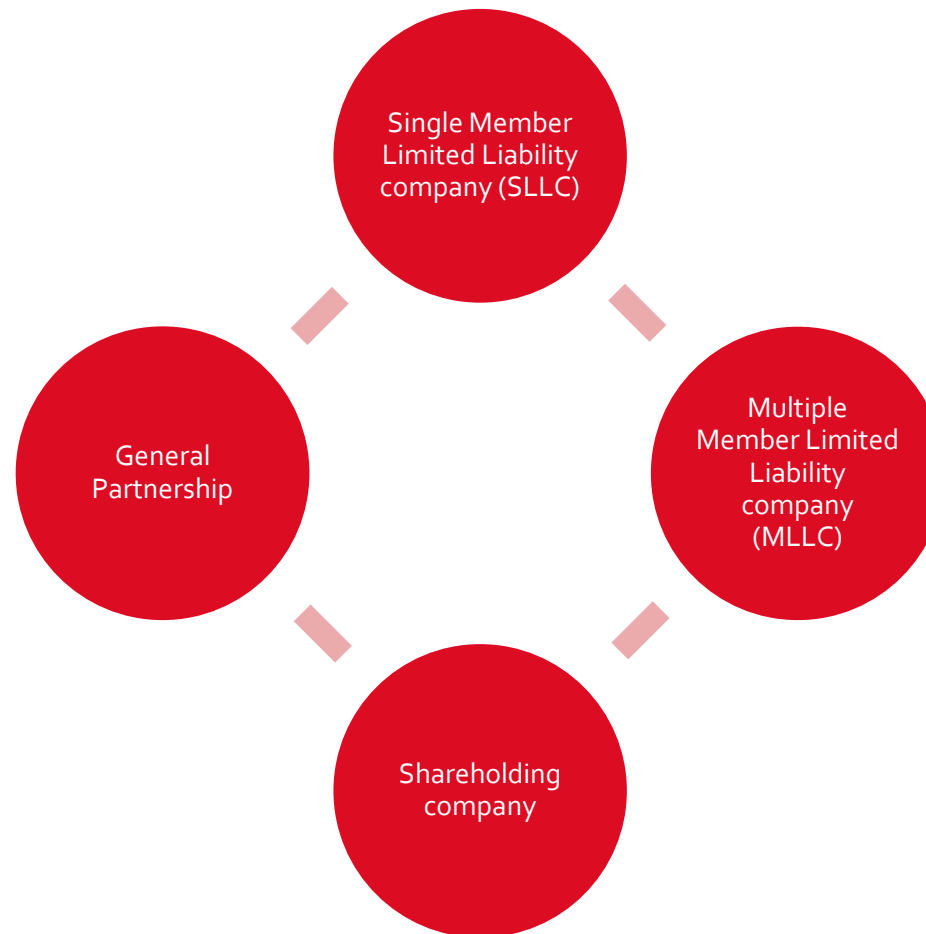 Single Member
Limited Liability
company (SLLC)
General
Partnership
Multiple
Member Limited
Liability
company
(MLLC)
Shareholding
company